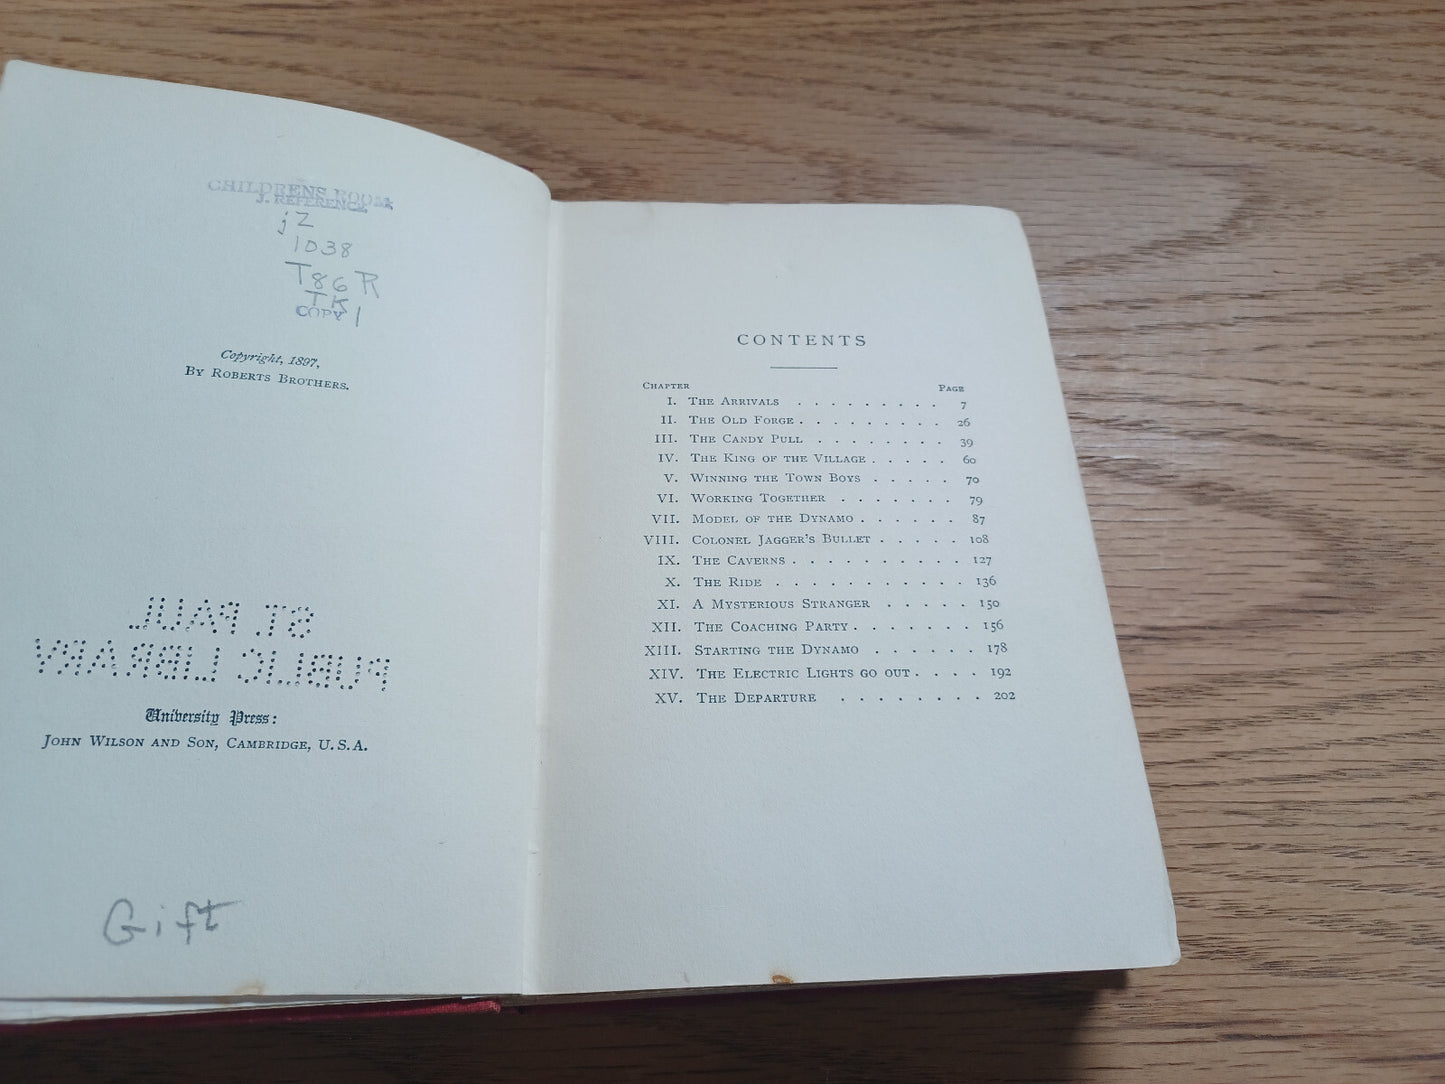 CHILDRENS ROOM
J. REFERENCE
jZ
1038
T86R
TK
COPY 1
Copyright, 1897,
By Roberts Brothers.
ST. PAUL
PUBLIC LIBRARY
University Press:
John Wilson and Son, Cambridge, U.S.A.
Gift
CONTENTS
Chapter Page
I. The Arrivals . . . . . . . . . 7
II. The Old Forge . . . . . . . . . 26
III. The Candy Pull . . . . . . . . 39
IV. The King of the Village . . . . . 60
V. Winning the Town Boys . . . . . 70
VI. Working Together . . . . . . . 79
VII. Model of the Dynamo . . . . . . 87
VIII. Colonel Jagger's Bullet . . . . . 108
IX. The Caverns . . . . . . . . . . 127
X. The Ride . . . . . . . . . . . 136
XI. A Mysterious Stranger . . . . . 150
XII. The Coaching Party . . . . . . . 156
XIII. Starting the Dynamo . . . . . . 178
XIV. The Electric Lights go out . . . . 192
XV. The Departure . . . . . . . . 202